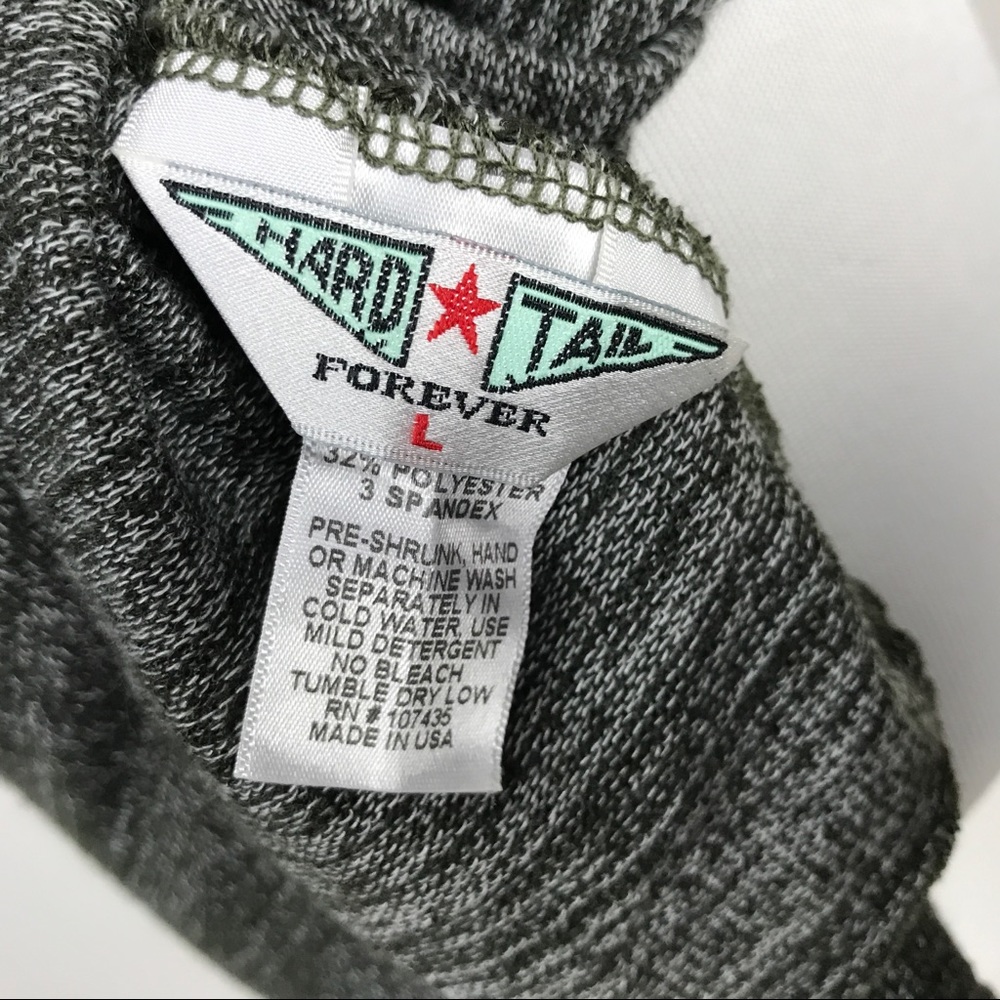 HARD TAIL
FOREVER
L
32% POLYESTER
3 SPANDEX
PRE-SHRUNK, HAND
OR MACHINE WASH
SEPARATELY IN
COLD WATER, USE
MILD DETERGENT
NO BLEACH
TUMBLE DRY LOW
RN # 107435
MADE IN USA